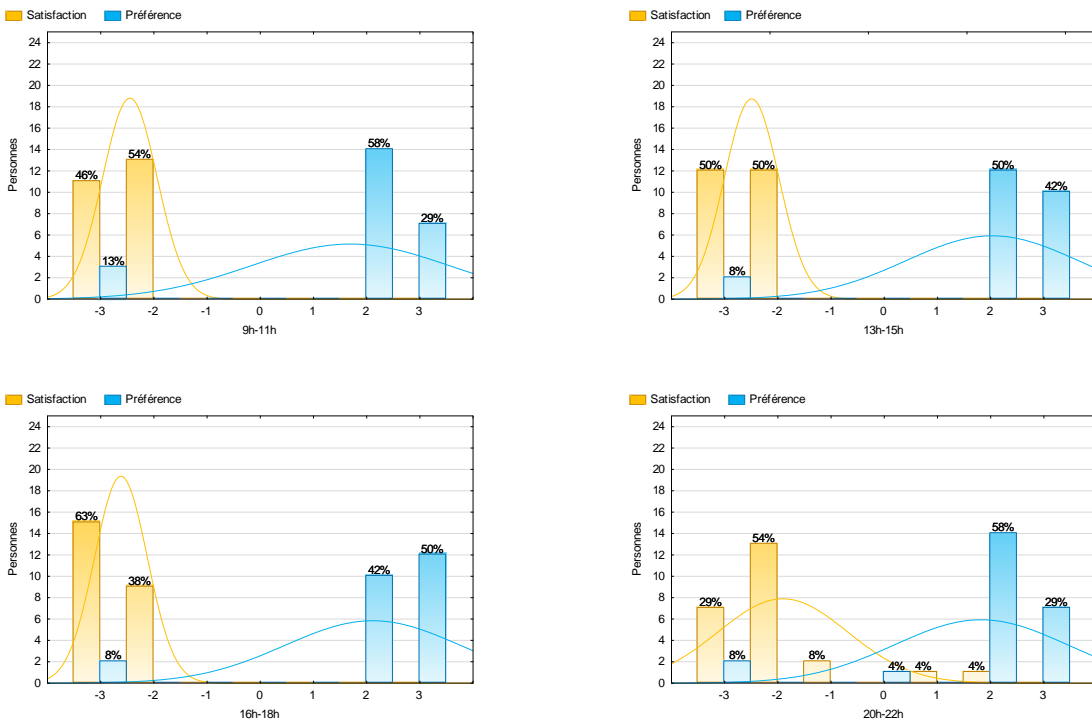 Satisfaction Préférence
Personnes
24
22
20
18
16
14
12
10
8
6
4
2
0
46% 13% 54% 58% 29%
-3 -2 -1 0 1 2 3
9h-11h
Satisfaction Préférence
Personnes
24
22
20
18
16
14
12
10
8
6
4
2
0
50% 8% 50% 50% 42%
-3 -2 -1 0 1 2 3
13h-15h
Satisfaction Préférence
Personnes
24
22
20
18
16
14
12
10
8
6
4
2
0
63% 8% 38% 42% 50%
-3 -2 -1 0 1 2 3
16h-18h
Satisfaction Préférence
Personnes
24
22
20
18
16
14
12
10
8
6
4
2
0
29% 8% 54% 8% 4% 4% 4% 58% 29%
-3 -2 -1 0 1 2 3
20h-22h